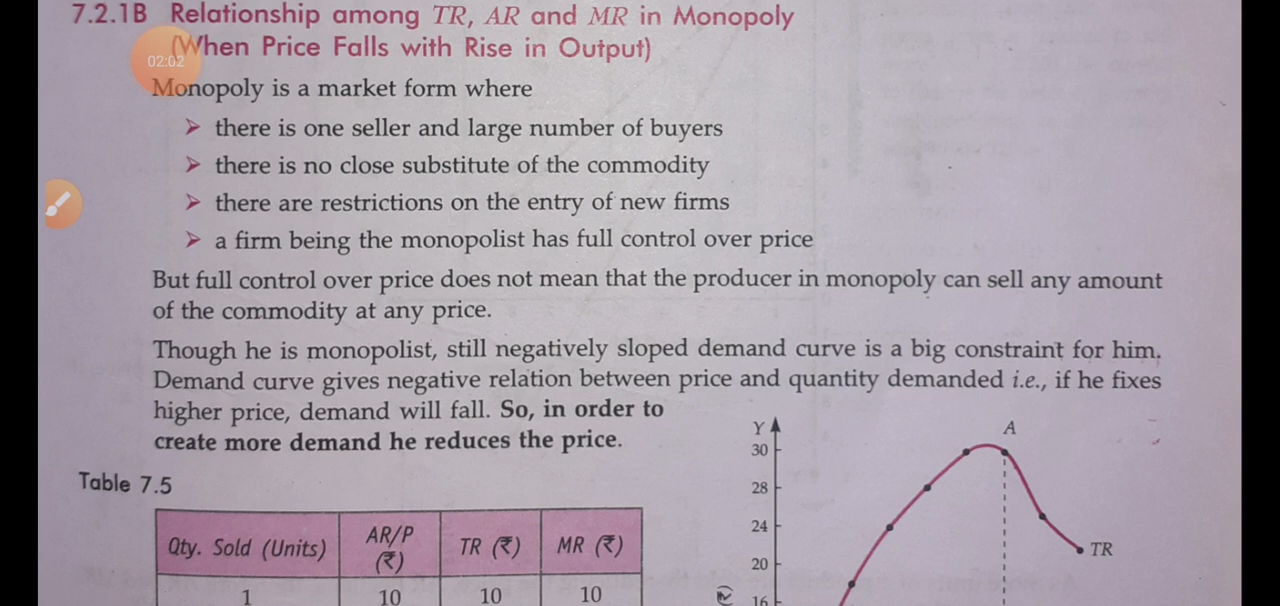 7.2.1B Relationship among TR, AR and MR in Monopoly
(When Price Falls with Rise in Output)
02:02
Monopoly is a market form where
➢ there is one seller and large number of buyers
➢ there is no close substitute of the commodity
➢ there are restrictions on the entry of new firms
➢ a firm being the monopolist has full control over price
But full control over price does not mean that the producer in monopoly can sell any amount
of the commodity at any price.
Though he is monopolist, still negatively sloped demand curve is a big constraint for him.
Demand curve gives negative relation between price and quantity demanded i.e., if he fixes
higher price, demand will fall. So, in order to
create more demand he reduces the price.
Table 7.5
Qty. Sold (Units) AR/P (₹) TR (₹) MR (₹)
1 10 10 10
Y
A
30
28
24
20
16
TR